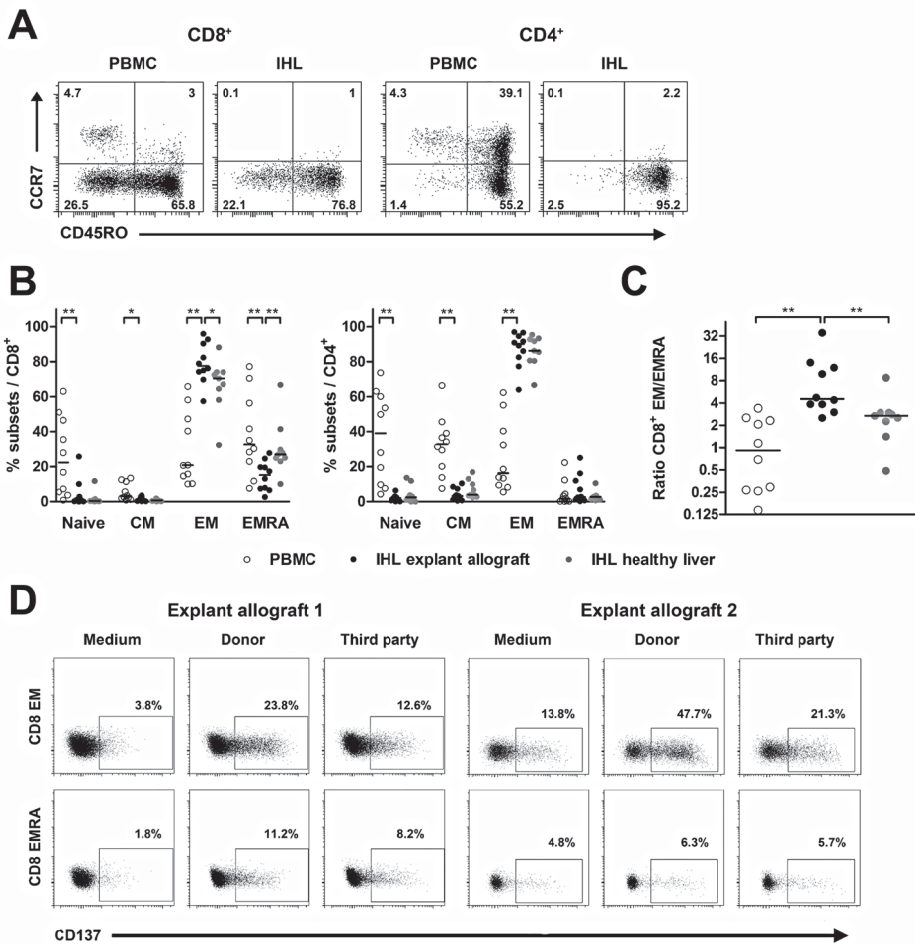 A
CD8+ CD4+
PBMC IHL PBMC IHL
4.7 3 0.1 1 4.3 39.1 0.1 2.2
CCR7
26.5 65.8 22.1 76.8 1.4 55.2 2.5 95.2
CD45RO
B
C
** * ** * ** **
** ** **
** **
100 80 60 40 20 0
% subsets / CD8+
Naive CM EM EMRA
100 80 60 40 20 0
% subsets / CD4+
Naive CM EM EMRA
32 16 8 4 2 1 0.5 0.25 0.125
Ratio CD8+ EM/EMRA
PBMC IHL explant allograft IHL healthy liver
D
Explant allograft 1 Explant allograft 2
Medium Donor Third party Medium Donor Third party
CD8 EM
3.8% 23.8% 12.6% 13.8% 47.7% 21.3%
CD8 EMRA
1.8% 11.2% 8.2% 4.8% 6.3% 5.7%
CD137